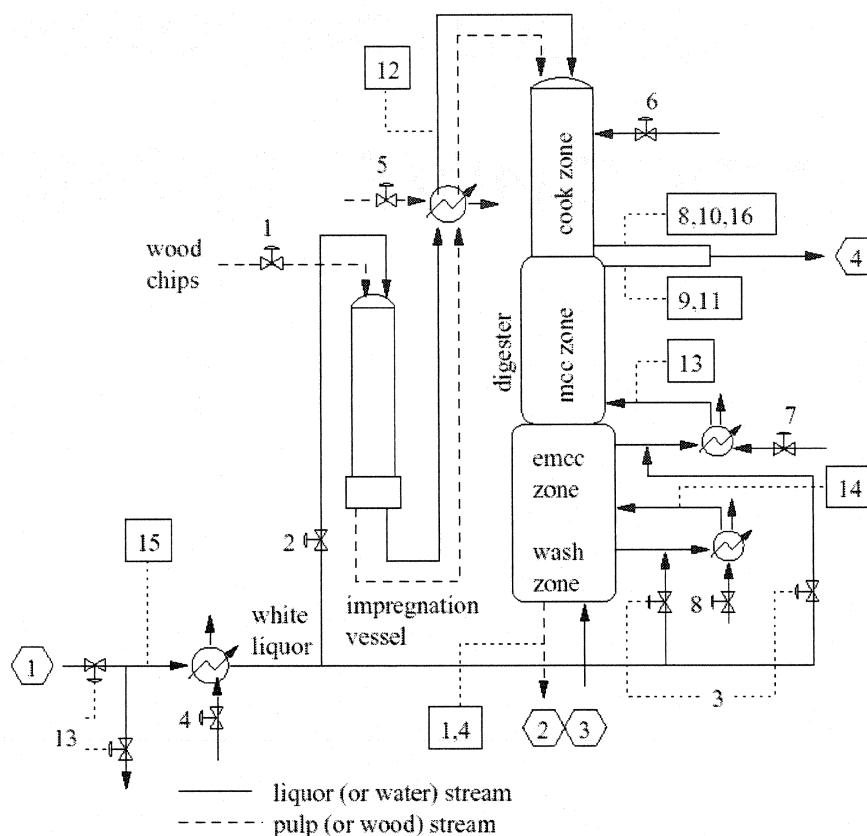 12
6
5
cook zone
8,10,16
1
wood
chips
4
9,11
digester
mcc zone
13
7
emcc
zone
14
15
2
wash
zone
impregnation
vessel
white
liquor
8
1
3
4
13
1,4
2
3
liquor (or water) stream
pulp (or wood) stream